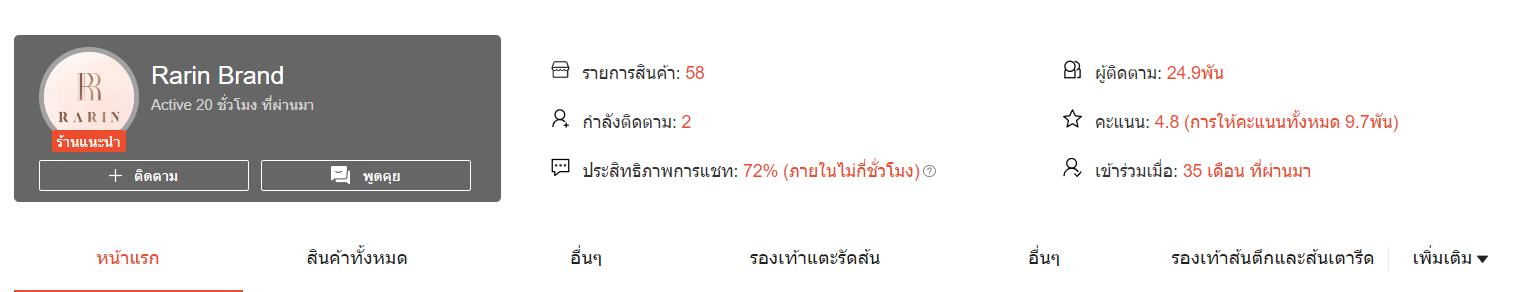 Rarin Brand
Active 20 ชั่วโมง ที่ผ่านมา
RARIN
ร้านแนะนำ
ติดตาม
พูดคุย
รายการสินค้า: 58
ผู้ติดตาม: 24.9พัน
กำลังติดตาม: 2
คะแนน: 4.8 (การให้คะแนนทั้งหมด 9.7พัน)
ประสิทธิภาพการแชท: 72% (ภายในไม่กี่ชั่วโมง)
เข้าร่วมเมื่อ: 35 เดือน ที่ผ่านมา
หน้าแรก สินค้าทั้งหมด อื่นๆ รองเท้าแตะรัดส้น อื่นๆ รองเท้าส้นตึกและส้นเตารีด เพิ่มเติม